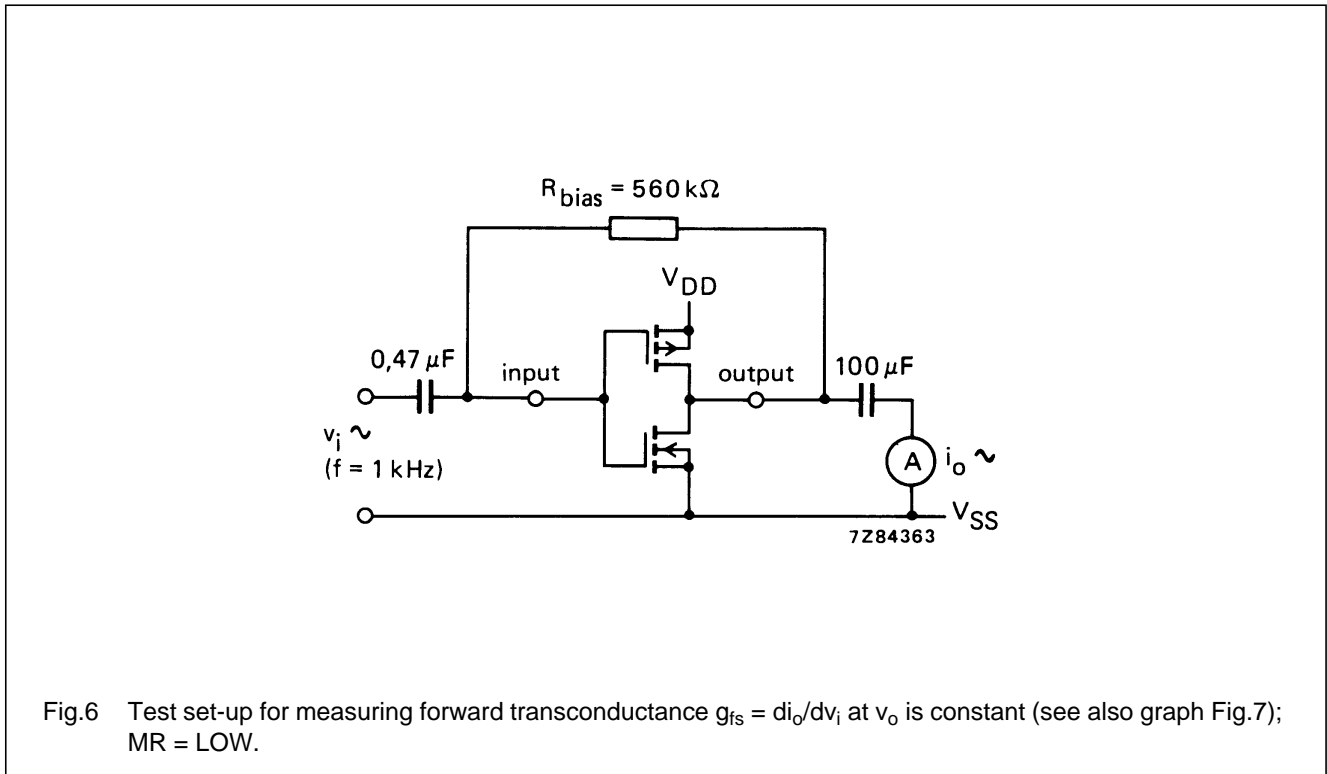 R_bias = 560 kΩ
V_DD
0,47 µF
input
output
100 µF
v_i ~
(f = 1 kHz)
A
i_o ~
V_SS
7Z84363
Fig.6 Test set-up for measuring forward transconductance g_fs = di_o/dv_i at v_o is constant (see also graph Fig.7);
MR = LOW.